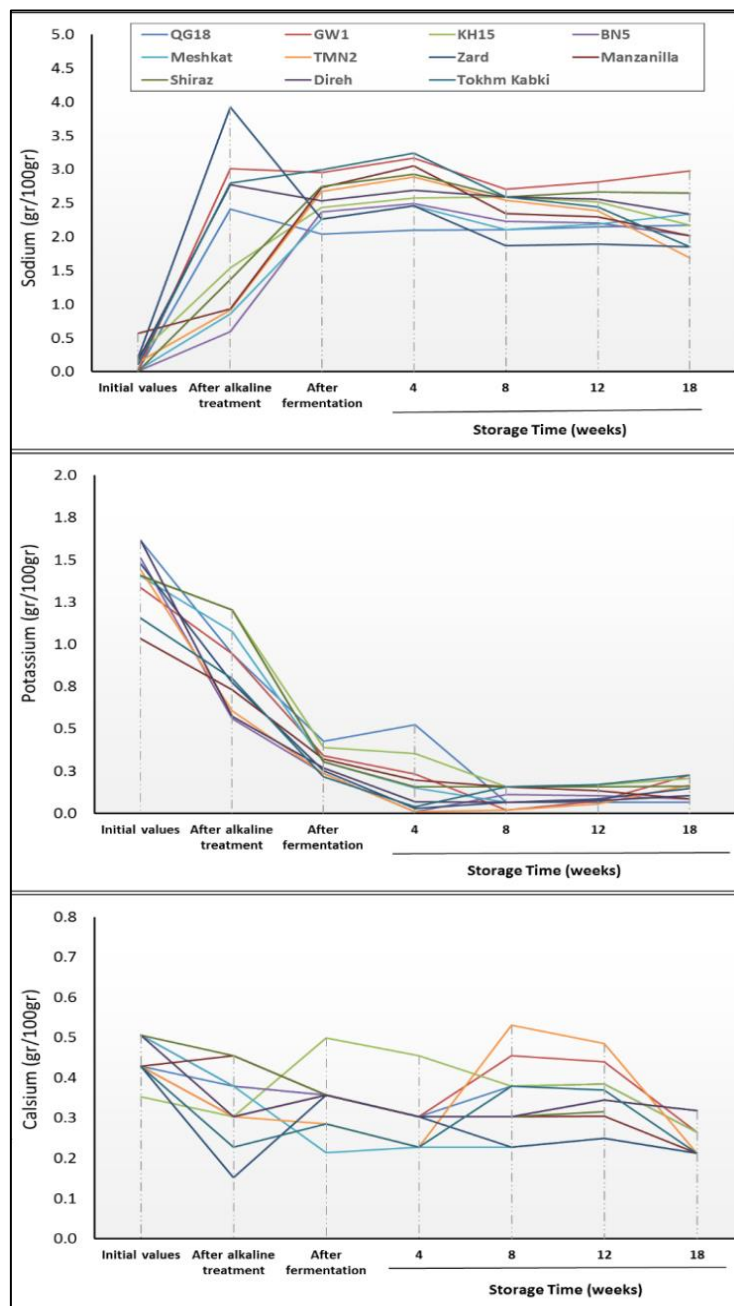 QG18 GW1 KH15 BN5
Meshkat TMN2 Zard Manzanilla
Shiraz Direh Tokhm Kabki
Sodium (gr/100gr)
5.0
4.5
4.0
3.5
3.0
2.5
2.0
1.5
1.0
0.5
0.0
Initial values After alkaline After 4 8 12 18
treatment fermentation
Storage Time (weeks)
Potassium (gr/100gr)
2.0
1.8
1.5
1.3
1.0
0.8
0.5
0.3
0.0
Initial values After alkaline After 4 8 12 18
treatment fermentation
Storage Time (weeks)
Calsium (gr/100gr)
0.8
0.7
0.6
0.6
0.5
0.4
0.3
0.2
0.1
0.0
Initial values After alkaline After 4 8 12 18
treatment fermentation
Storage Time (weeks)